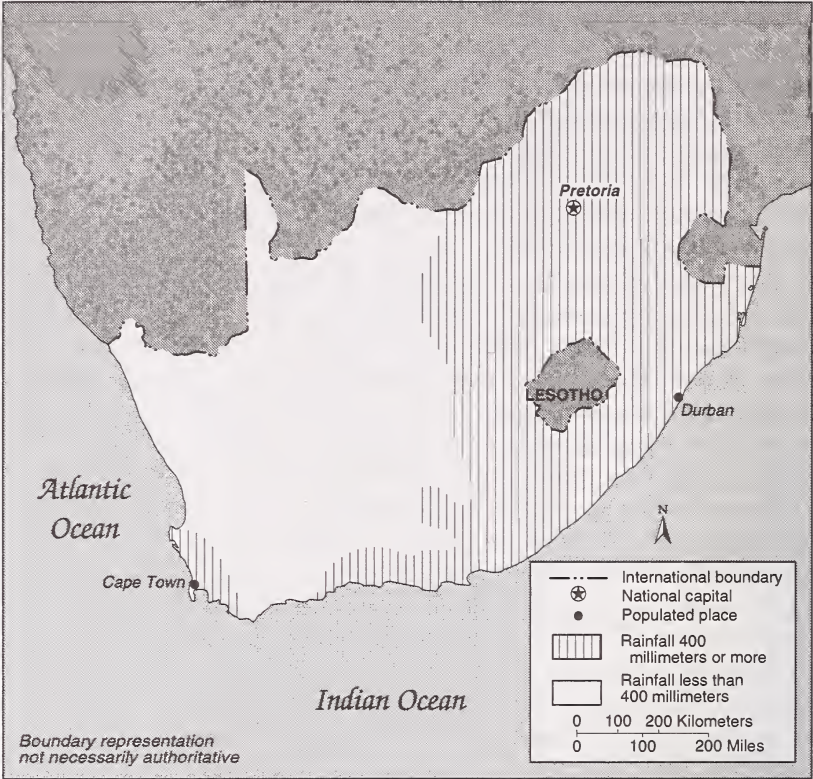 Pretoria
LESOTHO
Durban
Atlantic
Ocean
N
Cape Town
International boundary
National capital
Populated place
Rainfall 400
millimeters or more
Rainfall less than
400 millimeters
0 100 200 Kilometers
0 100 200 Miles
Indian Ocean
Boundary representation
not necessarily authoritative